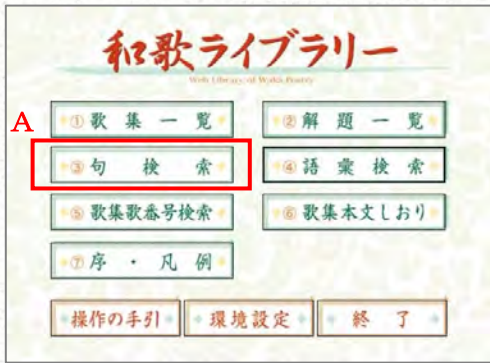 和歌ライブラリー
Web Library of Waka Poetry
A
①歌集一覧
②解題一覧
③句検索
④語彙検索
⑤歌集歌番号検索
⑥歌集本文しおり
⑦序・凡例
操作の手引
環境設定
終了